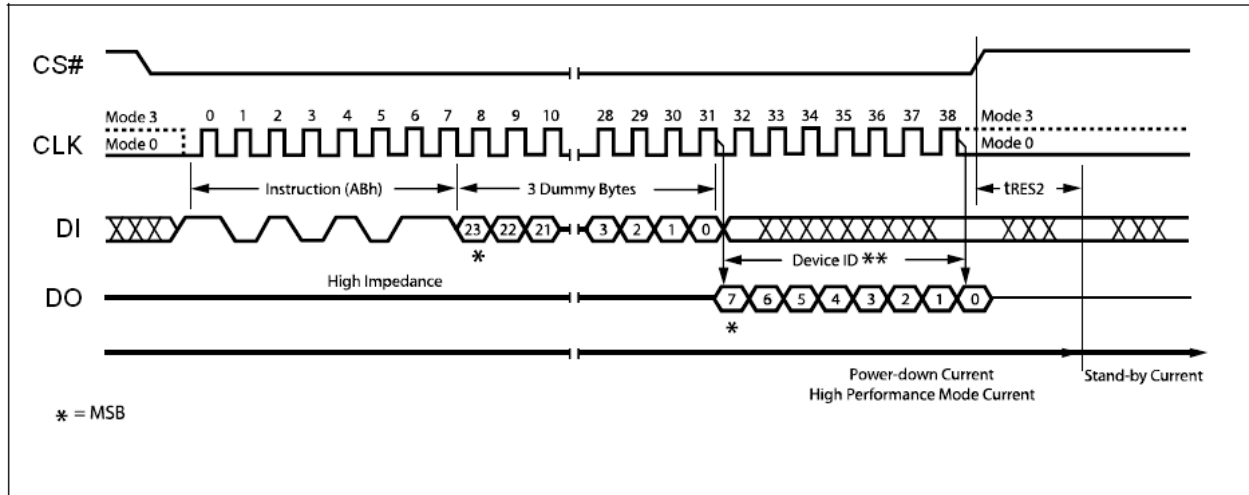 CS#
Mode 3 0 1 2 3 4 5 6 7 8 9 10 28 29 30 31 32 33 34 35 36 37 38 Mode 3
CLK Mode 0 Mode 0
Instruction (ABh) 3 Dummy Bytes tRES2
DI 23 22 21 3 2 1 0
* Device ID **
High Impedance
DO 7 6 5 4 3 2 1 0
*
Power-down Current Stand-by Current
High Performance Mode Current
* = MSB